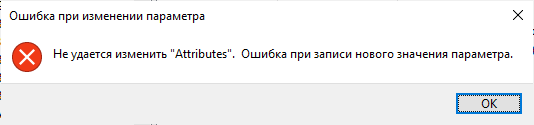 Ошибка при изменении параметра
Не удается изменить "Attributes".  Ошибка при записи нового значения параметра.
OK